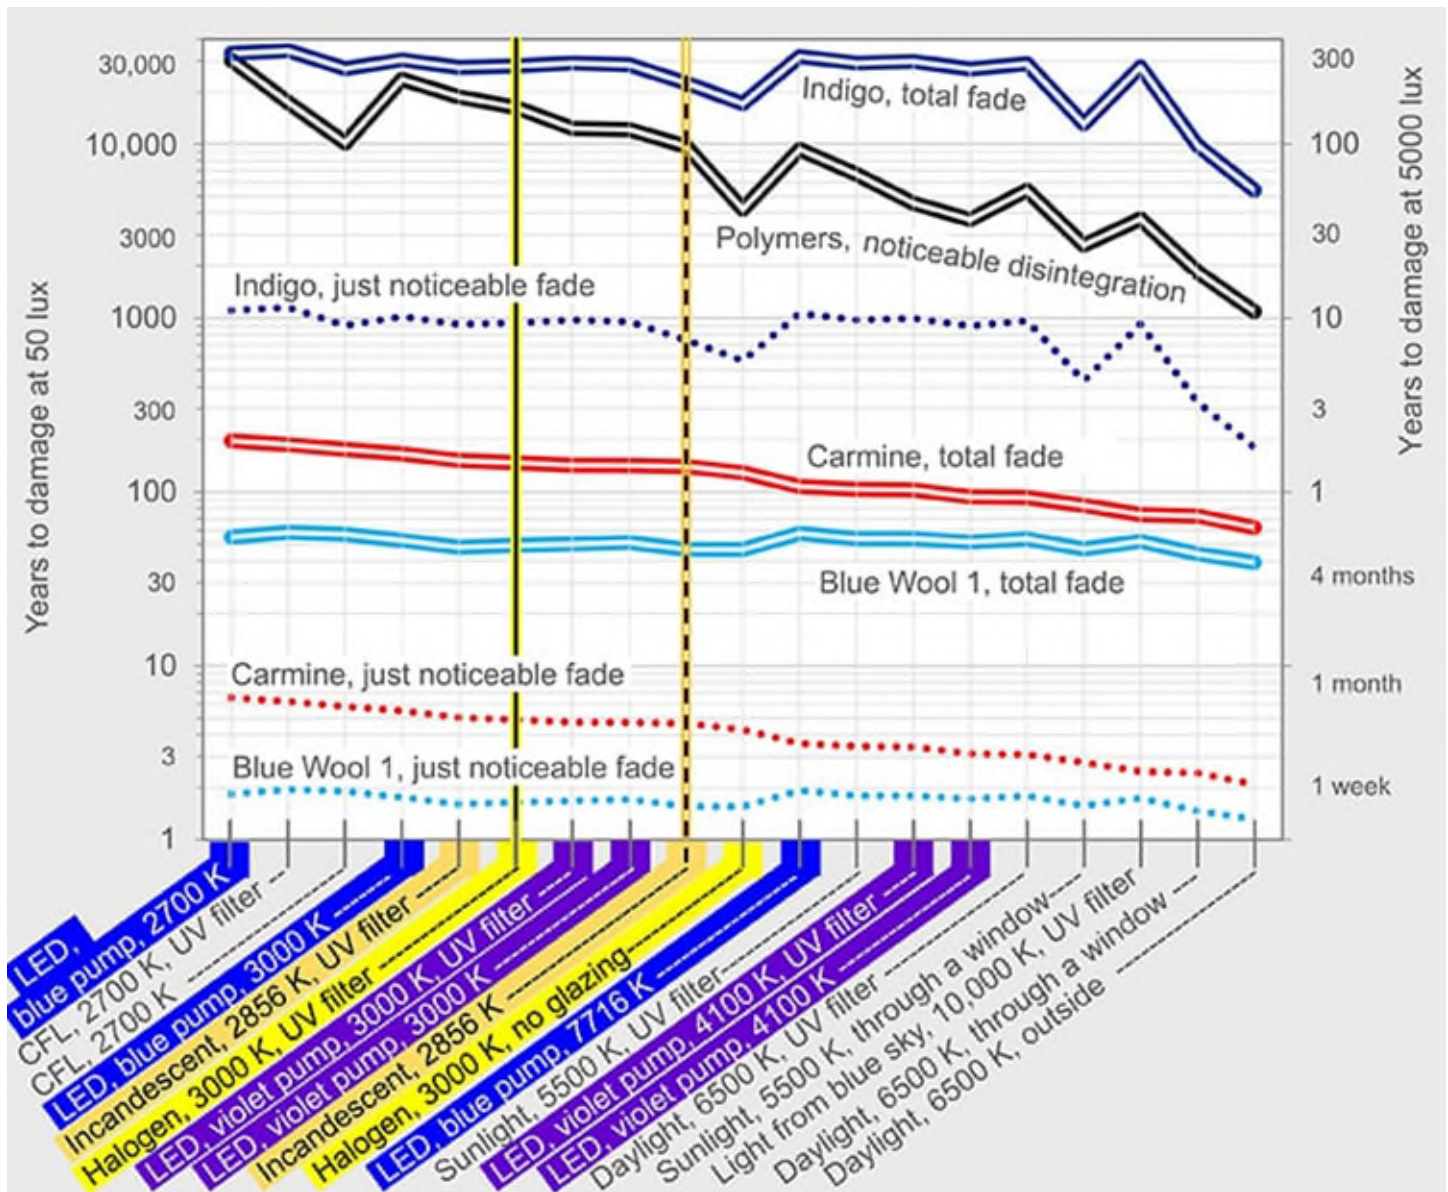 30,000
10,000
3000
1000
300
100
30
10
3
1
Years to damage at 50 lux
300
100
30
10
3
1
4 months
1 month
1 week
Years to damage at 5000 lux
Indigo, total fade
Polymers, noticeable disintegration
Indigo, just noticeable fade
Carmine, total fade
Blue Wool 1, total fade
Carmine, just noticeable fade
Blue Wool 1, just noticeable fade
LED,
blue pump, 2700 K
CFL, 2700 K, UV filter
CFL, 2700 K
LED, blue pump, 3000 K
Incandescent, 2856 K, UV filter
Halogen, 3000 K, UV filter
LED, violet pump, 3000 K, UV filter
LED, violet pump, 3000 K
Incandescent, 2856 K
Halogen, 3000 K, no glazing
LED, blue pump, 7716 K
Sunlight, 5500 K, UV filter
LED, violet pump, 4100 K, UV filter
LED, violet pump, 4100 K
Daylight, 6500 K, UV filter
Sunlight, 5500 K, through a window
Light from blue sky, 10,000 K, UV filter
Daylight, 6500 K, through a window
Daylight, 6500 K, outside